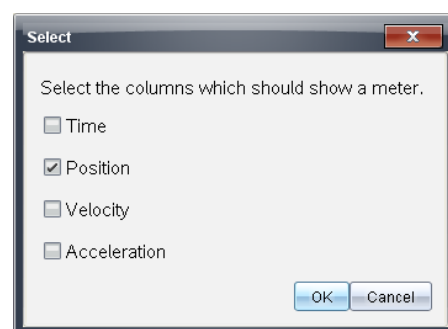 Select
Select the columns which should show a meter.
Time
Position
Velocity
Acceleration
OK Cancel